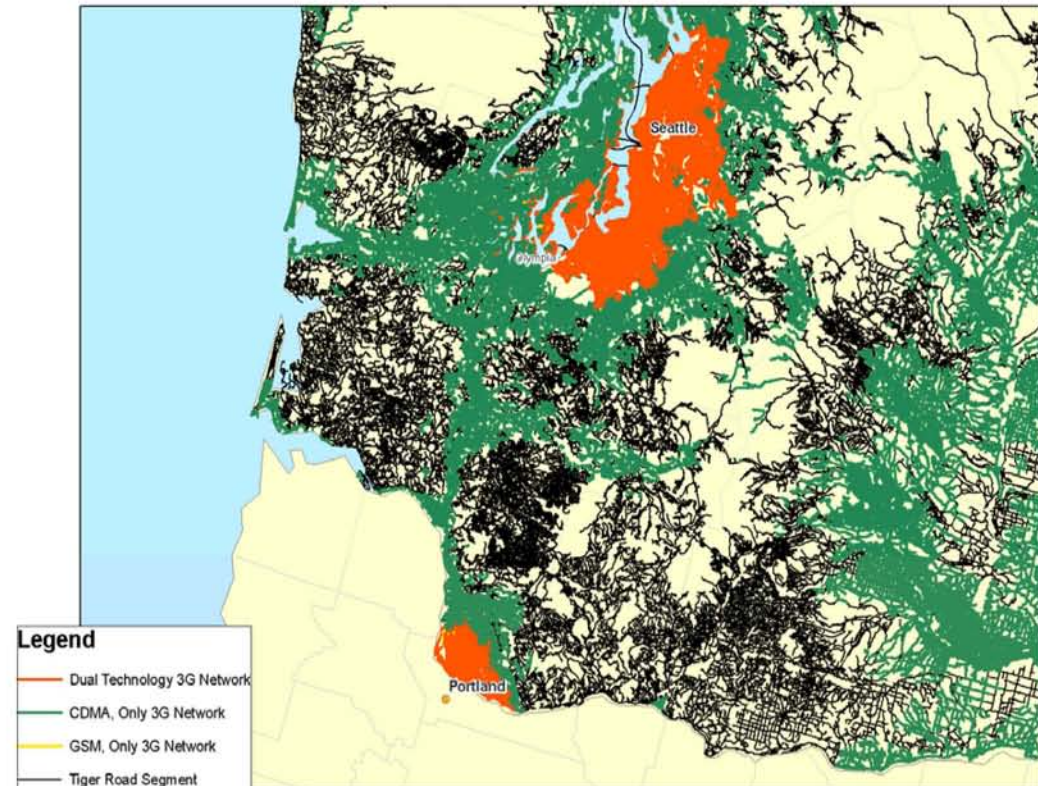 Seattle
Olympia
Portland
Legend
Dual Technology 3G Network
CDMA, Only 3G Network
GSM, Only 3G Network
Tiger Road Segment